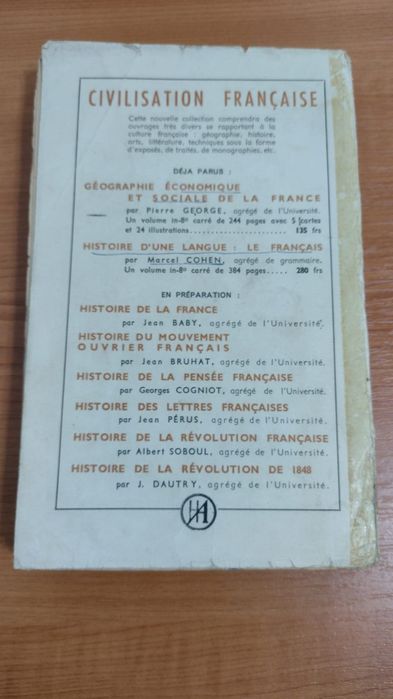 CIVILISATION FRANÇAISE
Cette nouvelle collection comprendra des
ouvrages très divers se rapportant à la
culture française : géographie, histoire,
arts, littérature, techniques sous la forme
d'exposés, de traités, de monographies, etc.
DÉJA PARUS :
GÉOGRAPHIE ÉCONOMIQUE
ET SOCIALE DE LA FRANCE
par Pierre GEORGE, agrégé de l'Université.
Un volume in-8° carré de 244 pages avec 5 cartes
et 24 illustrations...................... 135 frs
HISTOIRE D'UNE LANGUE : LE FRANÇAIS
par Marcel COHEN, agrégé de grammaire.
Un volume in-8° carré de 384 pages..... 280 frs
EN PRÉPARATION :
HISTOIRE DE LA FRANCE
par Jean BABY, agrégé de l'Université.
HISTOIRE DU MOUVEMENT
OUVRIER FRANÇAIS
par Jean BRUHAT, agrégé de l'Université.
HISTOIRE DE LA PENSÉE FRANÇAISE
par Georges COGNIOT, agrégé de l'Université.
HISTOIRE DES LETTRES FRANÇAISES
par Jean PÉRUS, agrégé de l'Université.
HISTOIRE DE LA RÉVOLUTION FRANÇAISE
par Albert SOBOUL, agrégé de l'Université.
HISTOIRE DE LA RÉVOLUTION DE 1848
par J. DAUTRY, agrégé de l'Université.